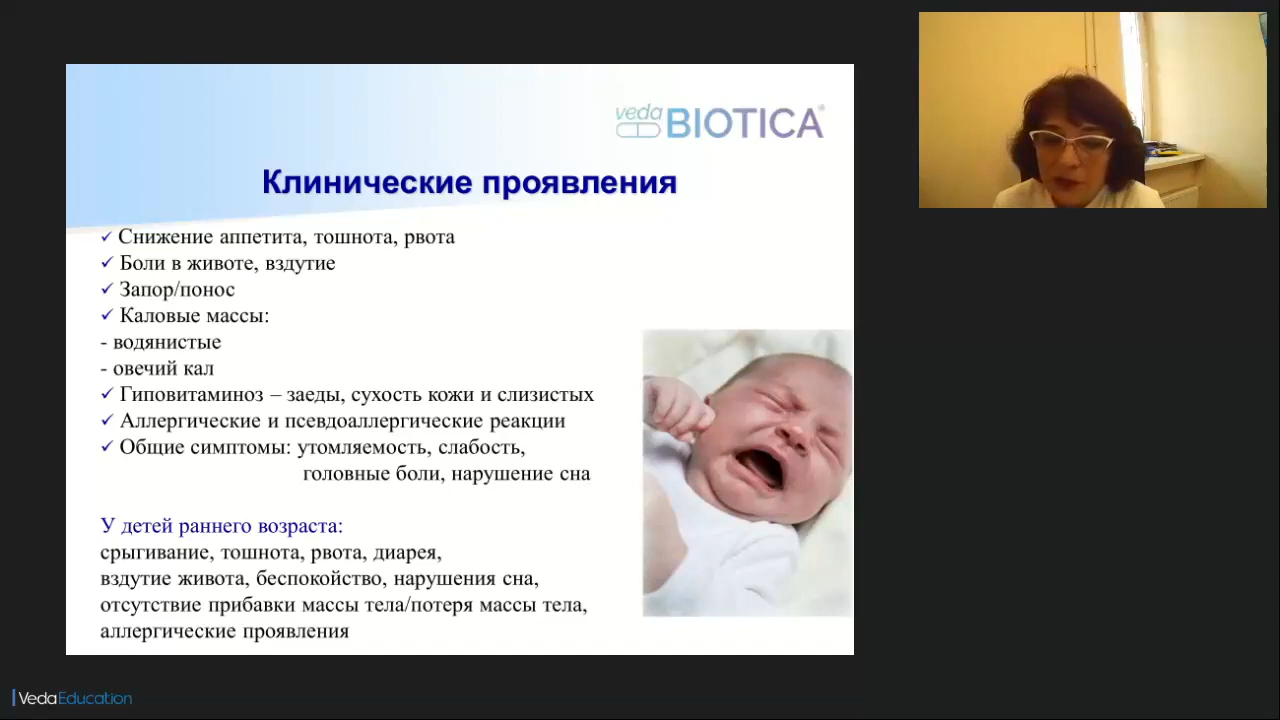 veda
BIOTICA®
Клинические проявления
✓ Снижение аппетита, тошнота, рвота
✓ Боли в животе, вздутие
✓ Запор/понос
✓ Каловые массы:
- водянистые
- овечий кал
✓ Гиповитаминоз – заеды, сухость кожи и слизистых
✓ Аллергические и псевдоаллергические реакции
✓ Общие симптомы: утомляемость, слабость,
головные боли, нарушение сна
У детей раннего возраста:
срыгивание, тошнота, рвота, диарея,
вздутие живота, беспокойство, нарушения сна,
отсутствие прибавки массы тела/потеря массы тела,
аллергические проявления
VedaEducation